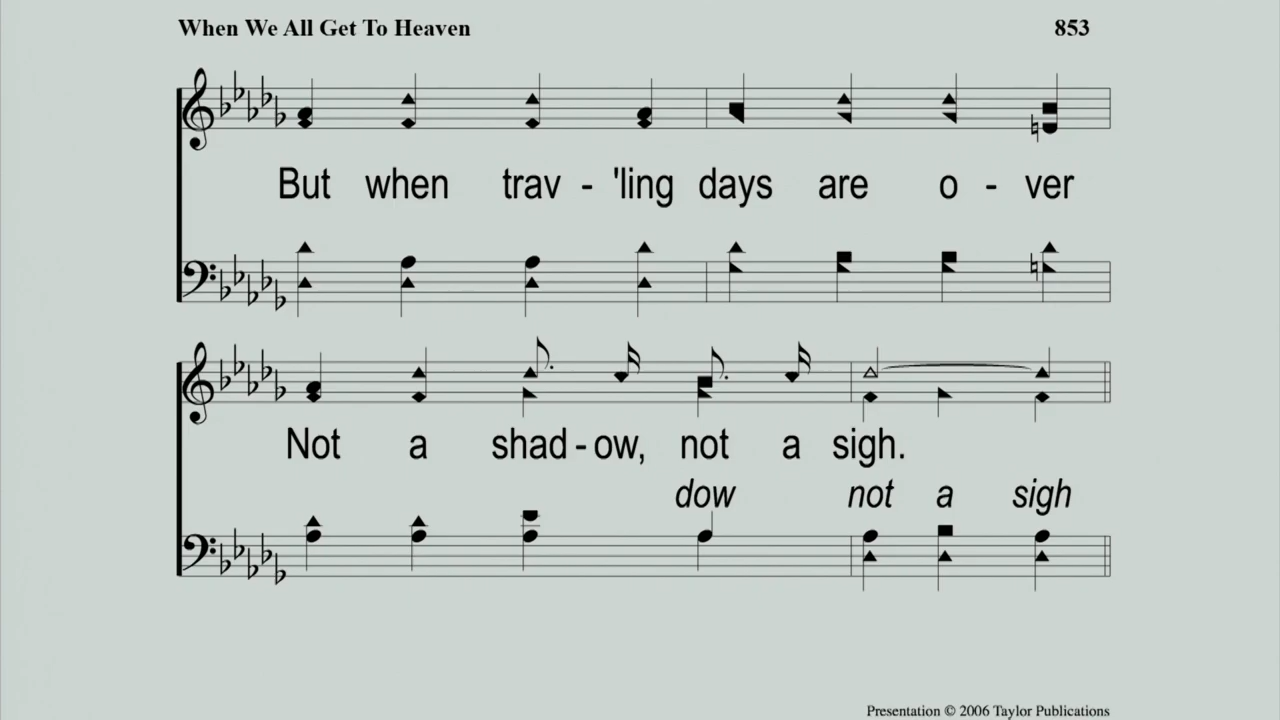 When We All Get To Heaven 853
But when trav - 'ling days are o - ver
Not a shad - ow, not a sigh.
dow not a sigh
Presentation © 2006 Taylor Publications